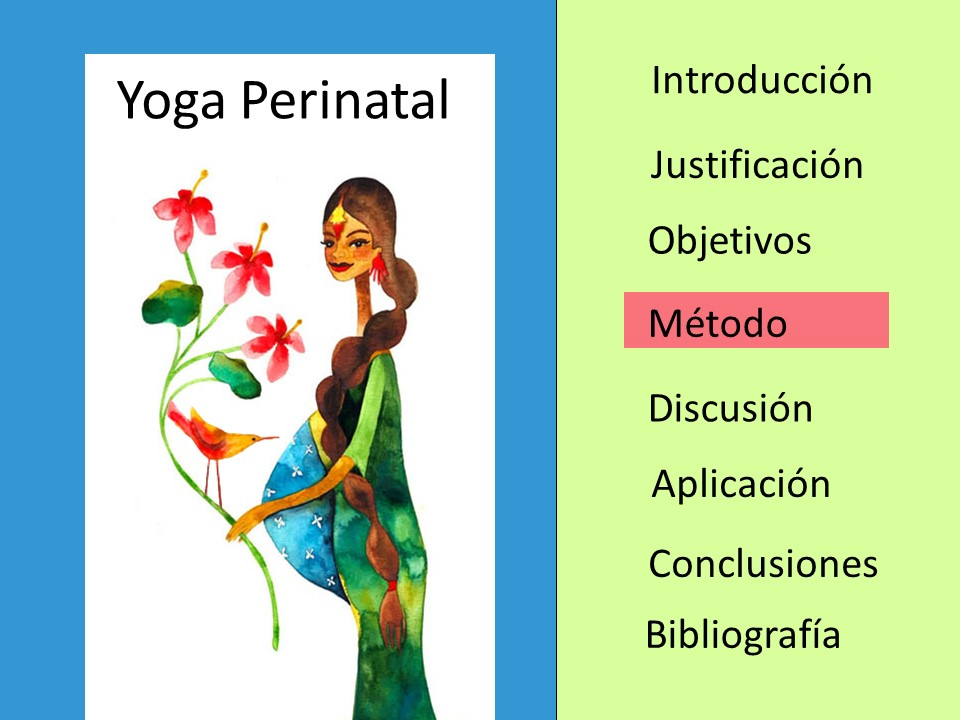 Yoga Perinatal
Introducción
Justificación
Objetivos
Método
Discusión
Aplicación
Conclusiones
Bibliografía